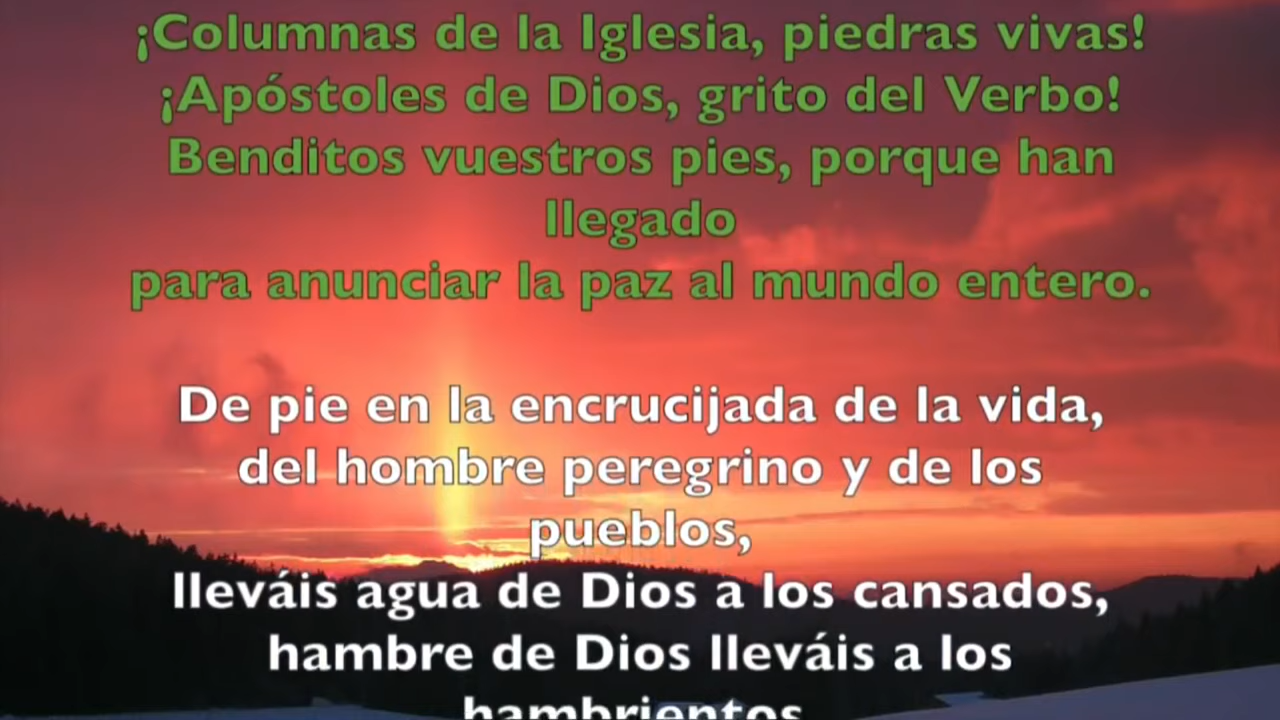 ¡Columnas de la Iglesia, piedras vivas!
¡Apóstoles de Dios, grito del Verbo!
Benditos vuestros pies, porque han
llegado
para anunciar la paz al mundo entero.
De pie en la encrucijada de la vida,
del hombre peregrino y de los
pueblos,
lleváis agua de Dios a los cansados,
hambre de Dios lleváis a los
hambrientos